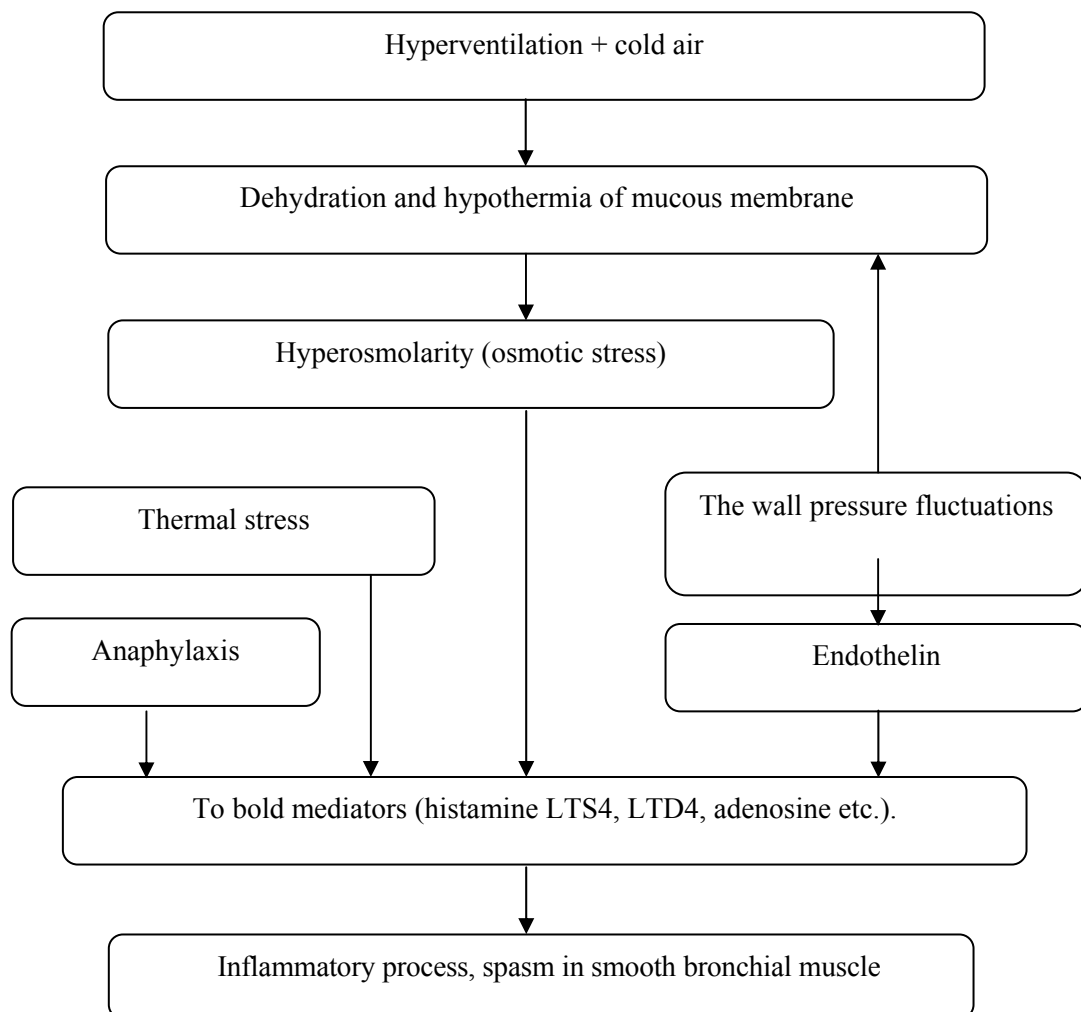 Hyperventilation + cold air
Dehydration and hypothermia of mucous membrane
Hyperosmolarity (osmotic stress)
Thermal stress
The wall pressure fluctuations
Anaphylaxis
Endothelin
To bold mediators (histamine LTS4, LTD4, adenosine etc.).
Inflammatory process, spasm in smooth bronchial muscle